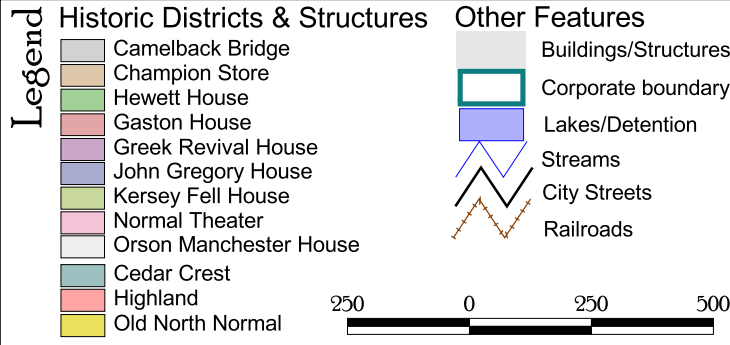 Legend
Historic Districts & Structures
Camelback Bridge
Champion Store
Hewett House
Gaston House
Greek Revival House
John Gregory House
Kersey Fell House
Normal Theater
Orson Manchester House
Cedar Crest
Highland
Old North Normal
Other Features
Buildings/Structures
Corporate boundary
Lakes/Detention
Streams
City Streets
Railroads
250 0 250 500